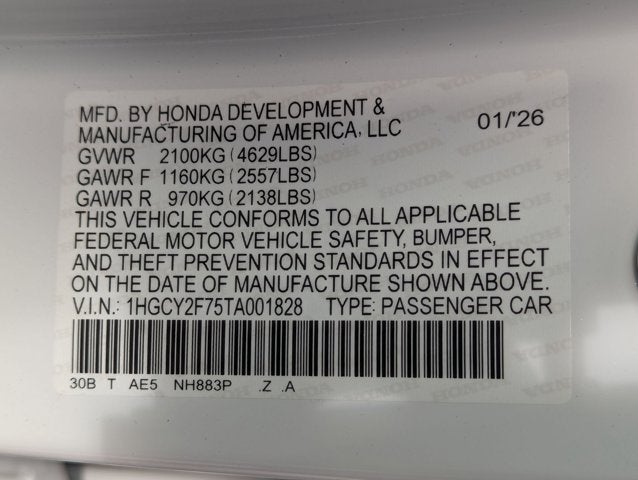 MFD. BY HONDA DEVELOPMENT &
MANUFACTURING OF AMERICA, LLC 01/'26
GVWR 2100KG (4629LBS)
GAWR F 1160KG (2557LBS)
GAWR R 970KG (2138LBS)
THIS VEHICLE CONFORMS TO ALL APPLICABLE
FEDERAL MOTOR VEHICLE SAFETY, BUMPER,
AND THEFT PREVENTION STANDARDS IN EFFECT
ON THE DATE OF MANUFACTURE SHOWN ABOVE.
V.I.N.: 1HGCY2F75TA001828 TYPE: PASSENGER CAR
30B T AE5 NH883P .Z .A